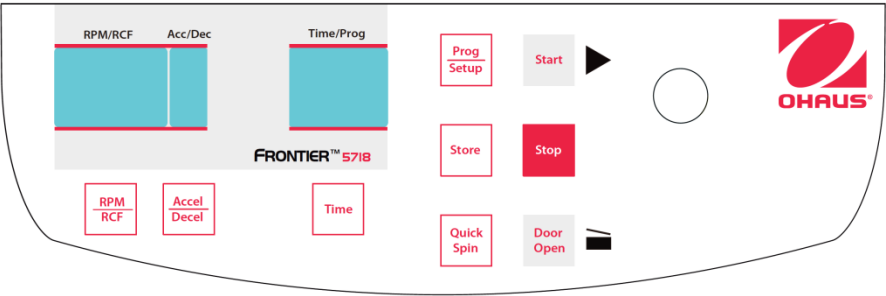 RPM/RCF Acc/Dec Time/Prog
FRONTIER™ 5718
RPM
RCF
Accel
Decel
Time
Prog
Setup
Start
Store
Stop
Quick
Spin
Door
Open
OHAUS®